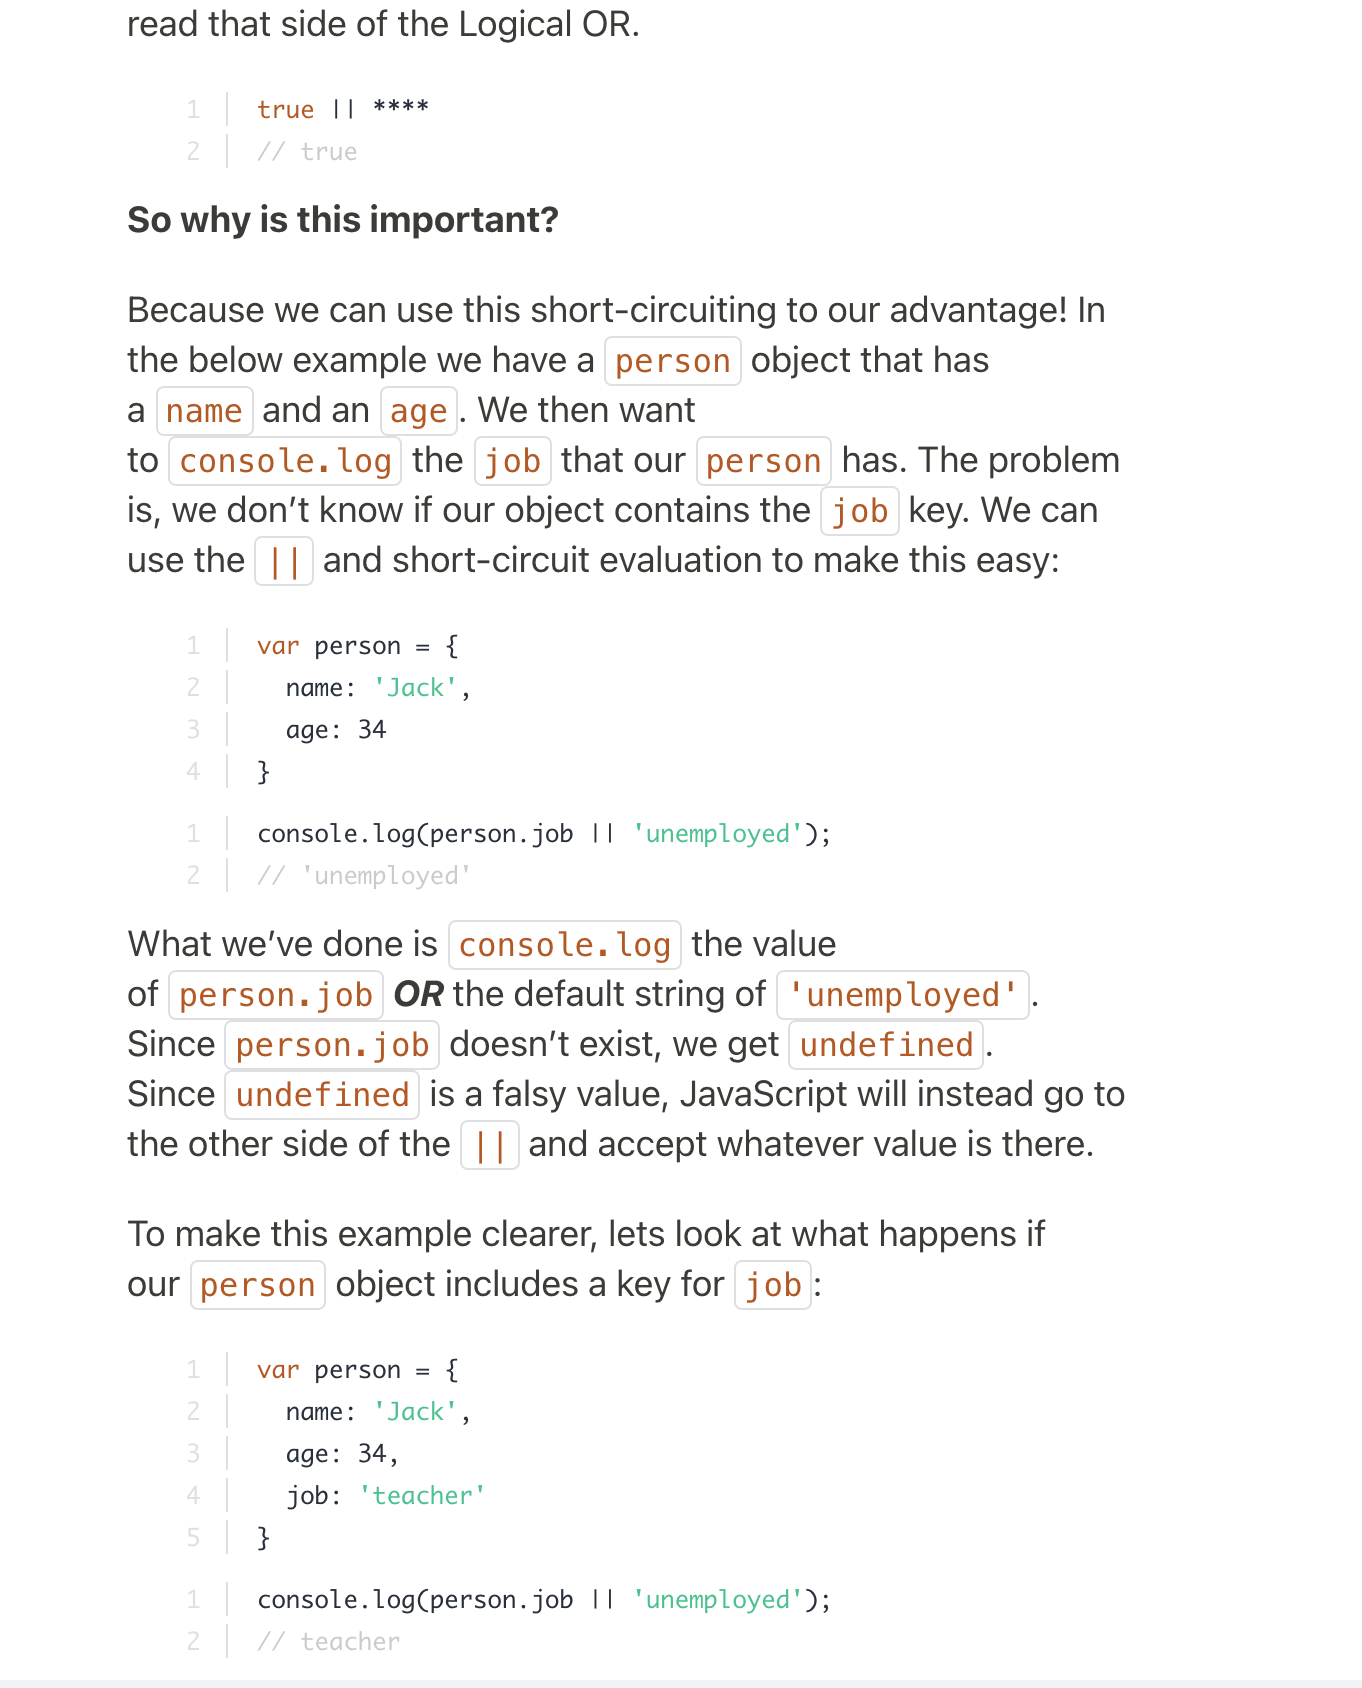 read that side of the Logical OR.
1 true || ****
2 // true
So why is this important?
Because we can use this short-circuiting to our advantage! In
the below example we have a person object that has
a name and an age. We then want
to console.log the job that our person has. The problem
is, we don’t know if our object contains the job key. We can
use the || and short-circuit evaluation to make this easy:
1 var person = {
2   name: 'Jack',
3   age: 34
4 }
1 console.log(person.job || 'unemployed');
2 // 'unemployed'
What we’ve done is console.log the value
of person.job OR the default string of 'unemployed'.
Since person.job doesn’t exist, we get undefined.
Since undefined is a falsy value, JavaScript will instead go to
the other side of the || and accept whatever value is there.
To make this example clearer, lets look at what happens if
our person object includes a key for job:
1 var person = {
2   name: 'Jack',
3   age: 34,
4   job: 'teacher'
5 }
1 console.log(person.job || 'unemployed');
2 // teacher